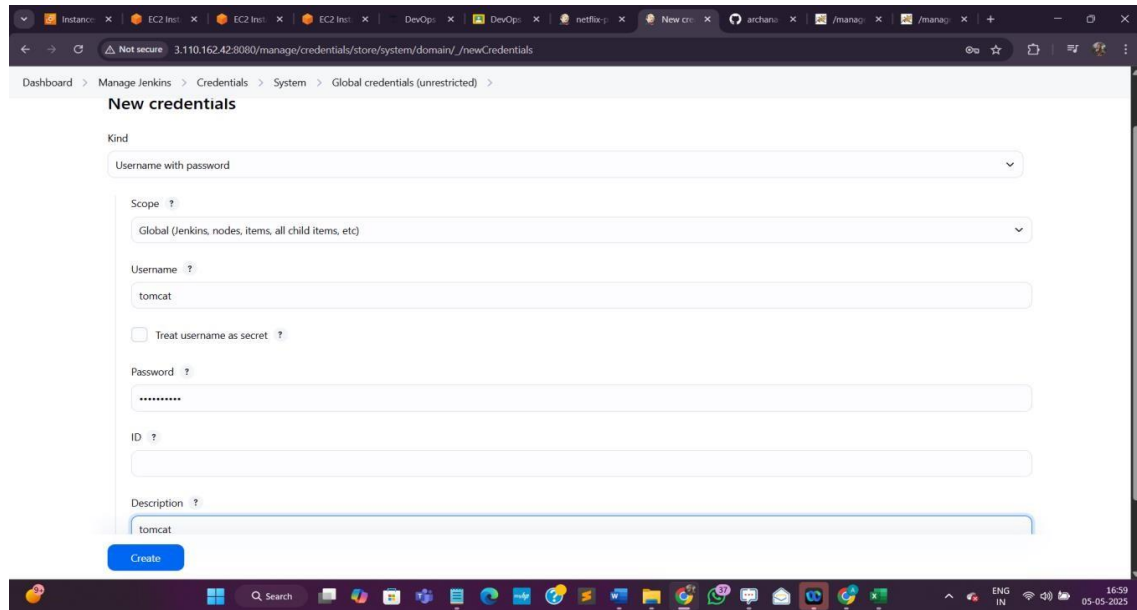 Instance
EC2 Inst
EC2 Inst
EC2 Inst
DevOps
DevOps
netflix-p
New cre
archana
/manag
/manag
Not secure 3.110.162.42:8080/manage/credentials/store/system/domain/_/newCredentials
Dashboard > Manage Jenkins > Credentials > System > Global credentials (unrestricted) >
New credentials
Kind
Username with password
Scope ?
Global (Jenkins, nodes, items, all child items, etc)
Username ?
tomcat
Treat username as secret ?
Password ?
••••••••••
ID ?
Description ?
tomcat
Create
Search
37
ENG
IN
16:59
05-05-2025